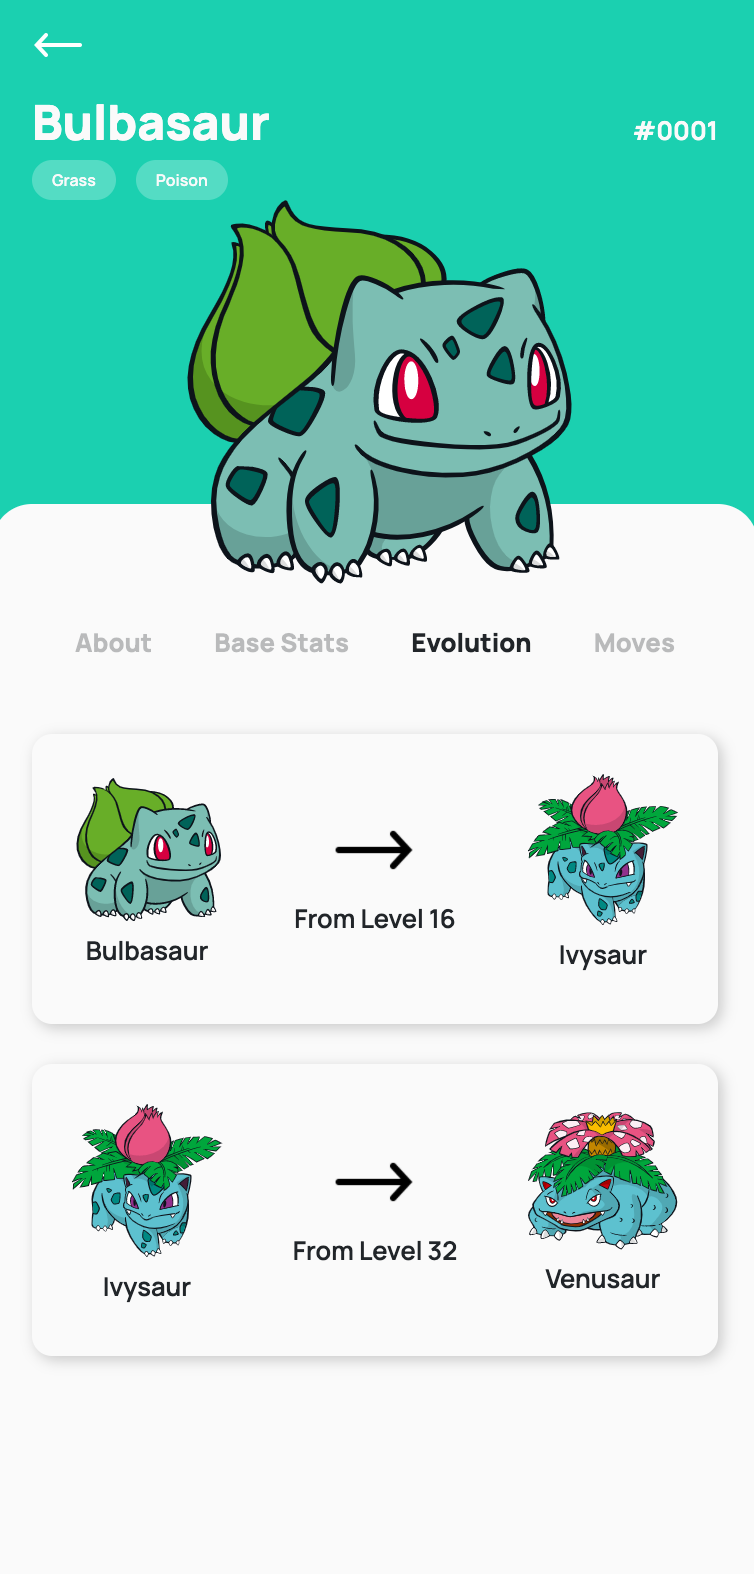 Bulbasaur
#0001
Grass Poison
About Base Stats Evolution Moves
From Level 16
Bulbasaur
Ivysaur
From Level 32
Ivysaur
Venusaur